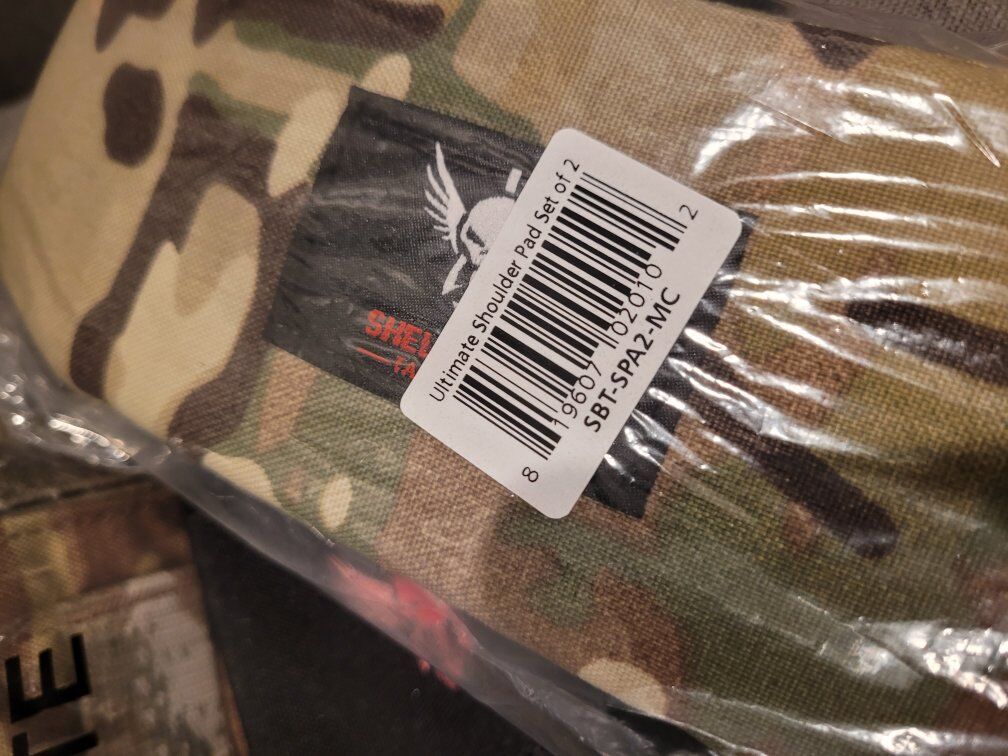 Ultimate Shoulder Pad Set of 2
8 19607 02010 2
SBT-SPA2-MC